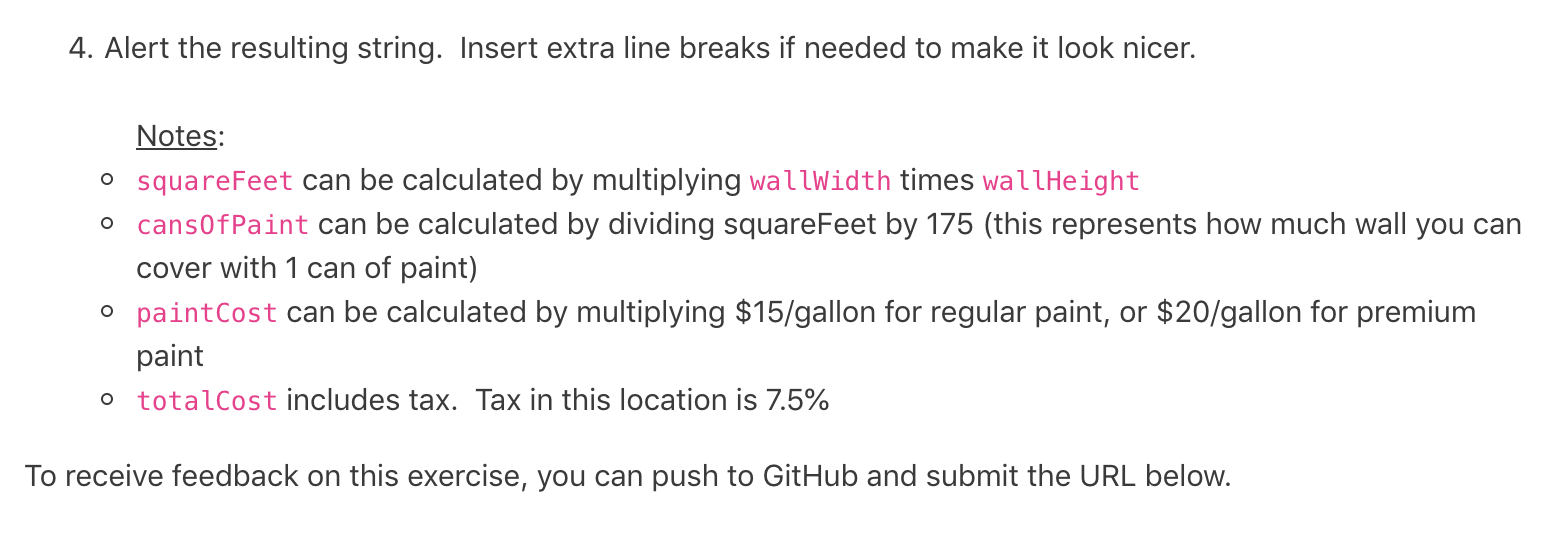 4. Alert the resulting string.  Insert extra line breaks if needed to make it look nicer.
Notes:
squareFeet can be calculated by multiplying wallWidth times wallHeight
cansOfPaint can be calculated by dividing squareFeet by 175 (this represents how much wall you can
cover with 1 can of paint)
paintCost can be calculated by multiplying $15/gallon for regular paint, or $20/gallon for premium
paint
totalCost includes tax.  Tax in this location is 7.5%
To receive feedback on this exercise, you can push to GitHub and submit the URL below.